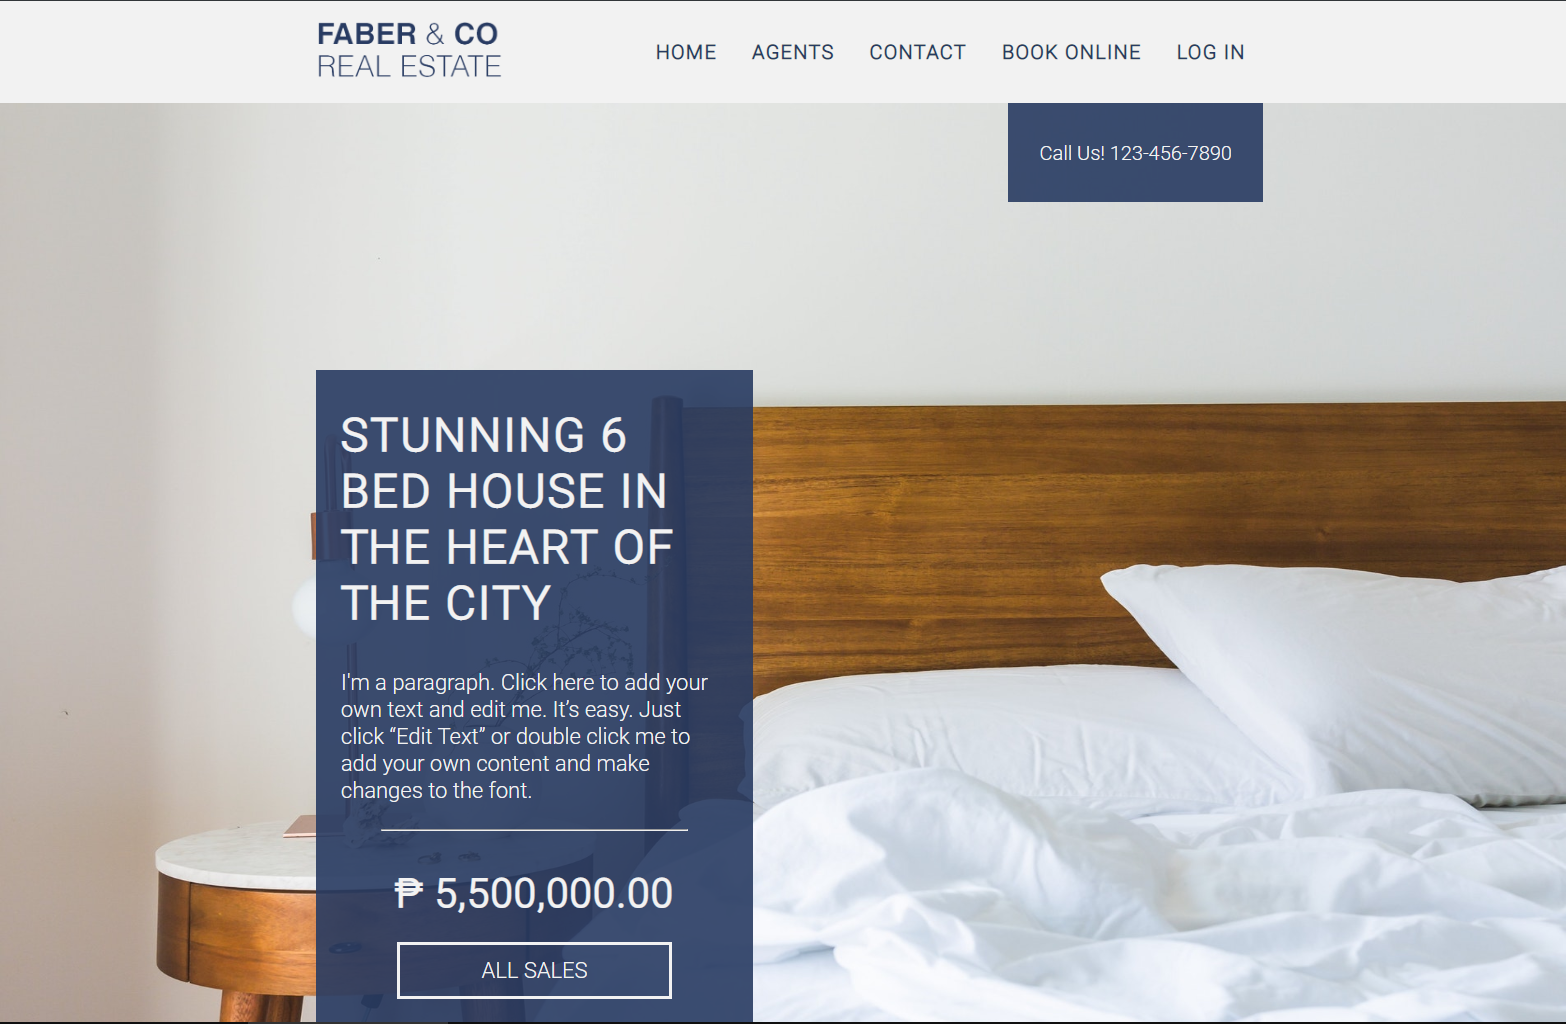 FABER & CO
REAL ESTATE
HOME AGENTS CONTACT BOOK ONLINE LOG IN
Call Us! 123-456-7890
STUNNING 6
BED HOUSE IN
THE HEART OF
THE CITY
I'm a paragraph. Click here to add your
own text and edit me. It’s easy. Just
click “Edit Text” or double click me to
add your own content and make
changes to the font.
₱ 5,500,000.00
ALL SALES